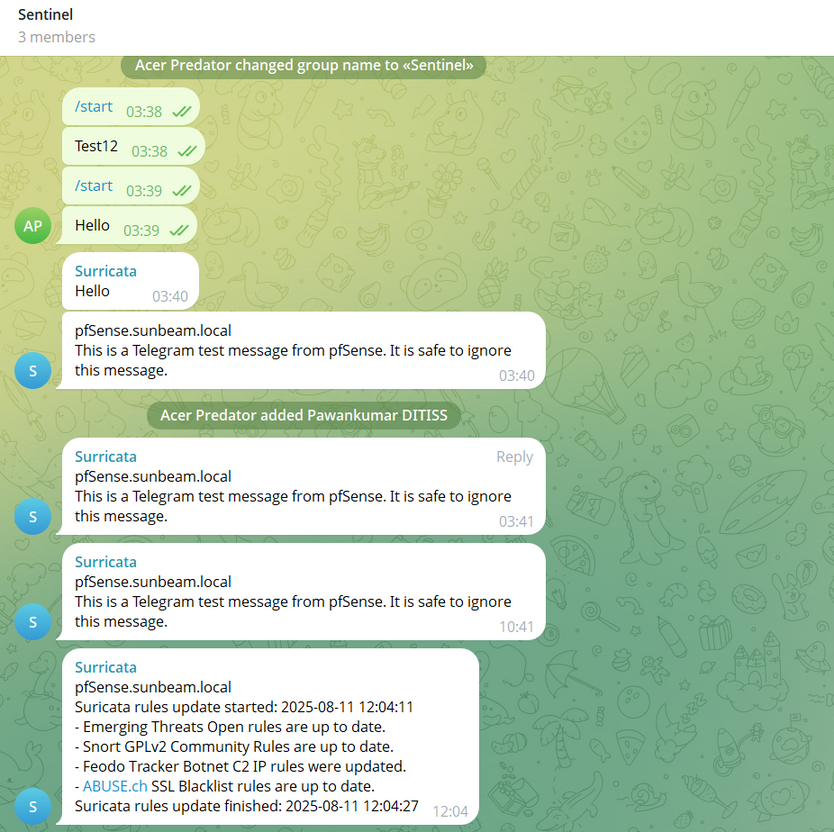 Sentinel
3 members
Acer Predator changed group name to «Sentinel»
/start 03:38
Test12 03:38
/start 03:39
AP
Hello 03:39
Surricata
Hello 03:40
pfSense.sunbeam.local
This is a Telegram test message from pfSense. It is safe to ignore
this message. 03:40
S
Acer Predator added Pawankumar DITISS
Surricata Reply
pfSense.sunbeam.local
This is a Telegram test message from pfSense. It is safe to ignore
this message. 03:41
S
Surricata
pfSense.sunbeam.local
This is a Telegram test message from pfSense. It is safe to ignore
this message. 10:41
S
Surricata
pfSense.sunbeam.local
Suricata rules update started: 2025-08-11 12:04:11
- Emerging Threats Open rules are up to date.
- Snort GPLv2 Community Rules are up to date.
- Feodo Tracker Botnet C2 IP rules were updated.
- ABUSE.ch SSL Blacklist rules are up to date.
Suricata rules update finished: 2025-08-11 12:04:27 12:04
S